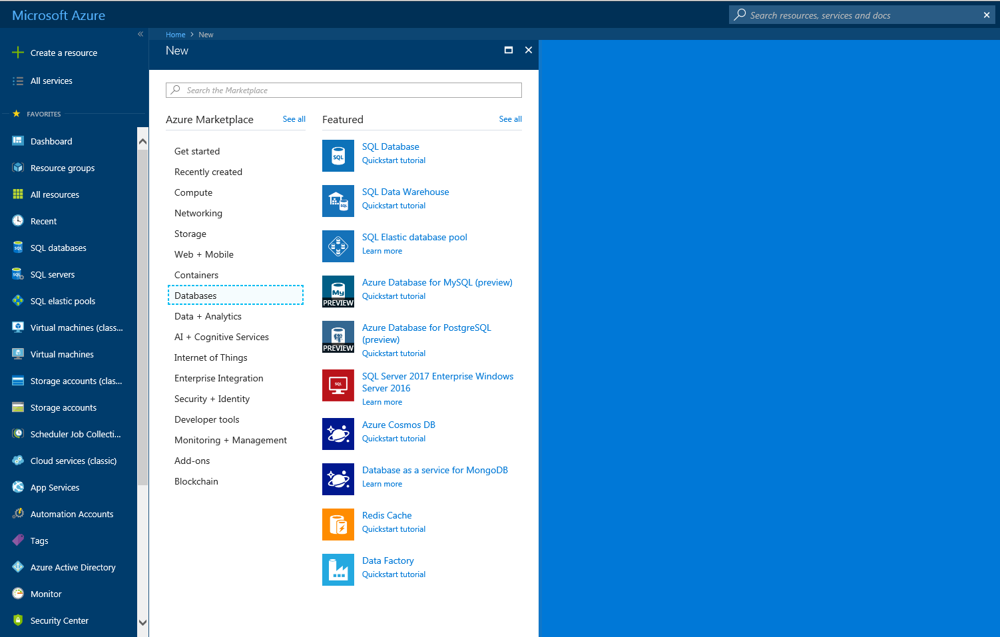 Microsoft Azure
Search resources, services and docs
Create a resource
All services
FAVORITES
Dashboard
Resource groups
All resources
Recent
SQL databases
SQL servers
SQL elastic pools
Virtual machines (class...
Virtual machines
Storage accounts (clas...
Storage accounts
Scheduler Job Collecti...
Cloud services (classic)
App Services
Automation Accounts
Tags
Azure Active Directory
Monitor
Security Center
Home > New
New
Search the Marketplace
Azure Marketplace See all
Get started
Recently created
Compute
Networking
Storage
Web + Mobile
Containers
Databases
Data + Analytics
AI + Cognitive Services
Internet of Things
Enterprise Integration
Security + Identity
Developer tools
Monitoring + Management
Add-ons
Blockchain
Featured See all
SQL
SQL Database
Quickstart tutorial
SQL
SQL Data Warehouse
Quickstart tutorial
SQL Elastic database pool
Learn more
My
PREVIEW
Azure Database for MySQL (preview)
Quickstart tutorial
PREVIEW
Azure Database for PostgreSQL
(preview)
Quickstart tutorial
SQL
SQL Server 2017 Enterprise Windows
Server 2016
Learn more
Azure Cosmos DB
Quickstart tutorial
Database as a service for MongoDB
Learn more
Redis Cache
Quickstart tutorial
Data Factory
Quickstart tutorial